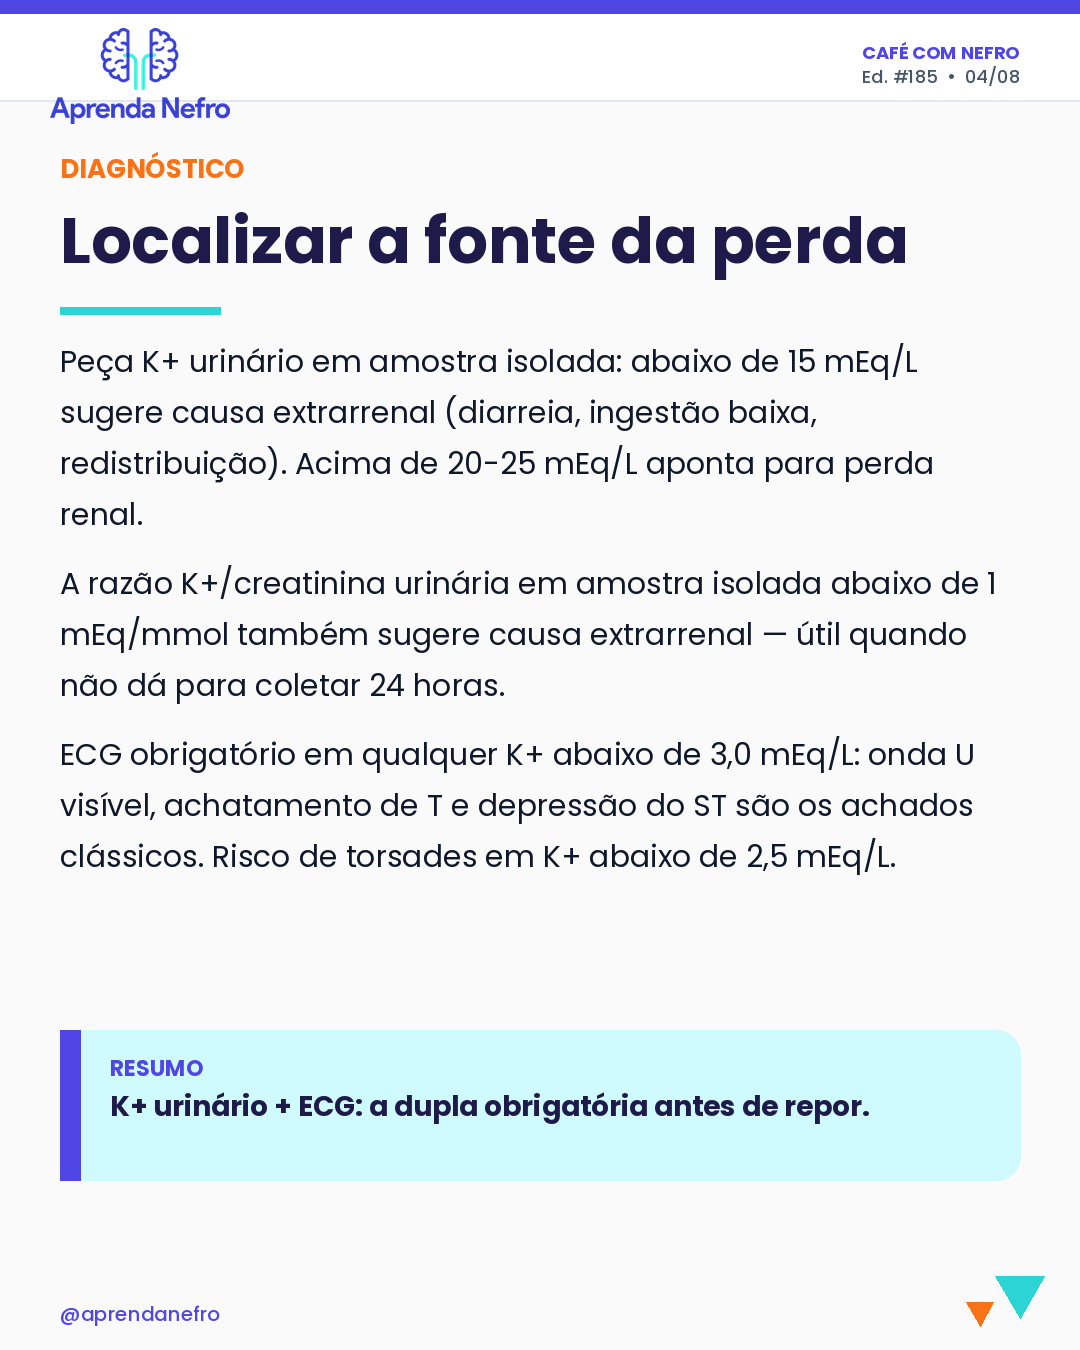 Aprenda Nefro
CAFÉ COM NEFRO
Ed. #185 • 04/08
DIAGNÓSTICO
Localizar a fonte da perda
Peça K+ urinário em amostra isolada: abaixo de 15 mEq/L
sugere causa extrarrenal (diarreia, ingestão baixa,
redistribuição). Acima de 20-25 mEq/L aponta para perda
renal.
A razão K+/creatinina urinária em amostra isolada abaixo de 1
mEq/mmol também sugere causa extrarrenal — útil quando
não dá para coletar 24 horas.
ECG obrigatório em qualquer K+ abaixo de 3,0 mEq/L: onda U
visível, achatamento de T e depressão do ST são os achados
clássicos. Risco de torsades em K+ abaixo de 2,5 mEq/L.
RESUMO
K+ urinário + ECG: a dupla obrigatória antes de repor.
@aprendanefro